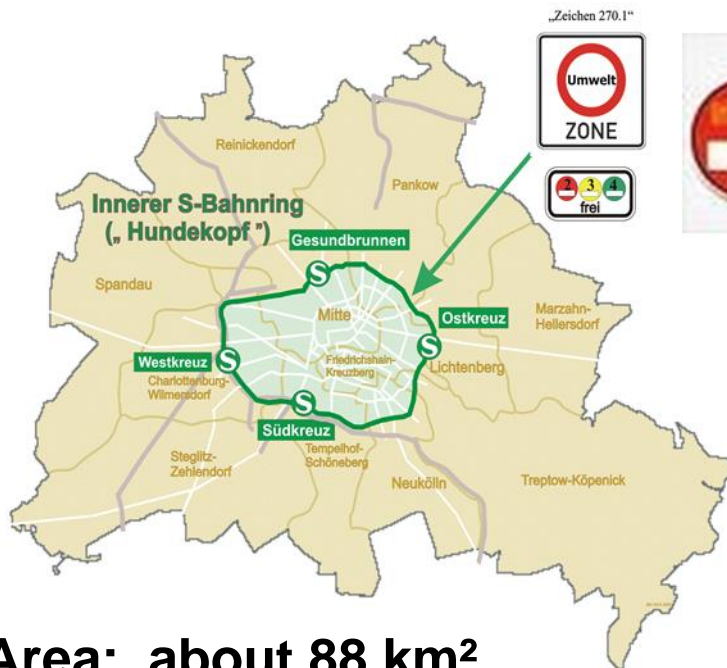 „Zeichen 270.1“
Umwelt
ZONE
2 3 4
frei
Reinickendorf
Pankow
Innerer S-Bahnring
(„ Hundekopf ”)
Gesundbrunnen
S
Spandau
Mitte
Ostkreuz
S
Marzahn-
Hellersdorf
Westkreuz
S
Friedrichshain-
Kreuzberg
Lichtenberg
Charlottenburg-
Wilmersdorf
S
Südkreuz
Steglitz-
Zehlendorf
Tempelhof-
Schöneberg
Neukölln
Treptow-Köpenick
Area: about 88 km²